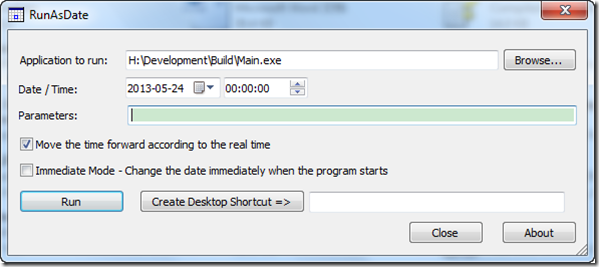 RunAsDate
Application to run: H:\Development\Build\Main.exe Browse...
Date / Time: 2013-05-24 00:00:00
Parameters:
Move the time forward according to the real time
Immediate Mode - Change the date immediately when the program starts
Run Create Desktop Shortcut =>
Close About